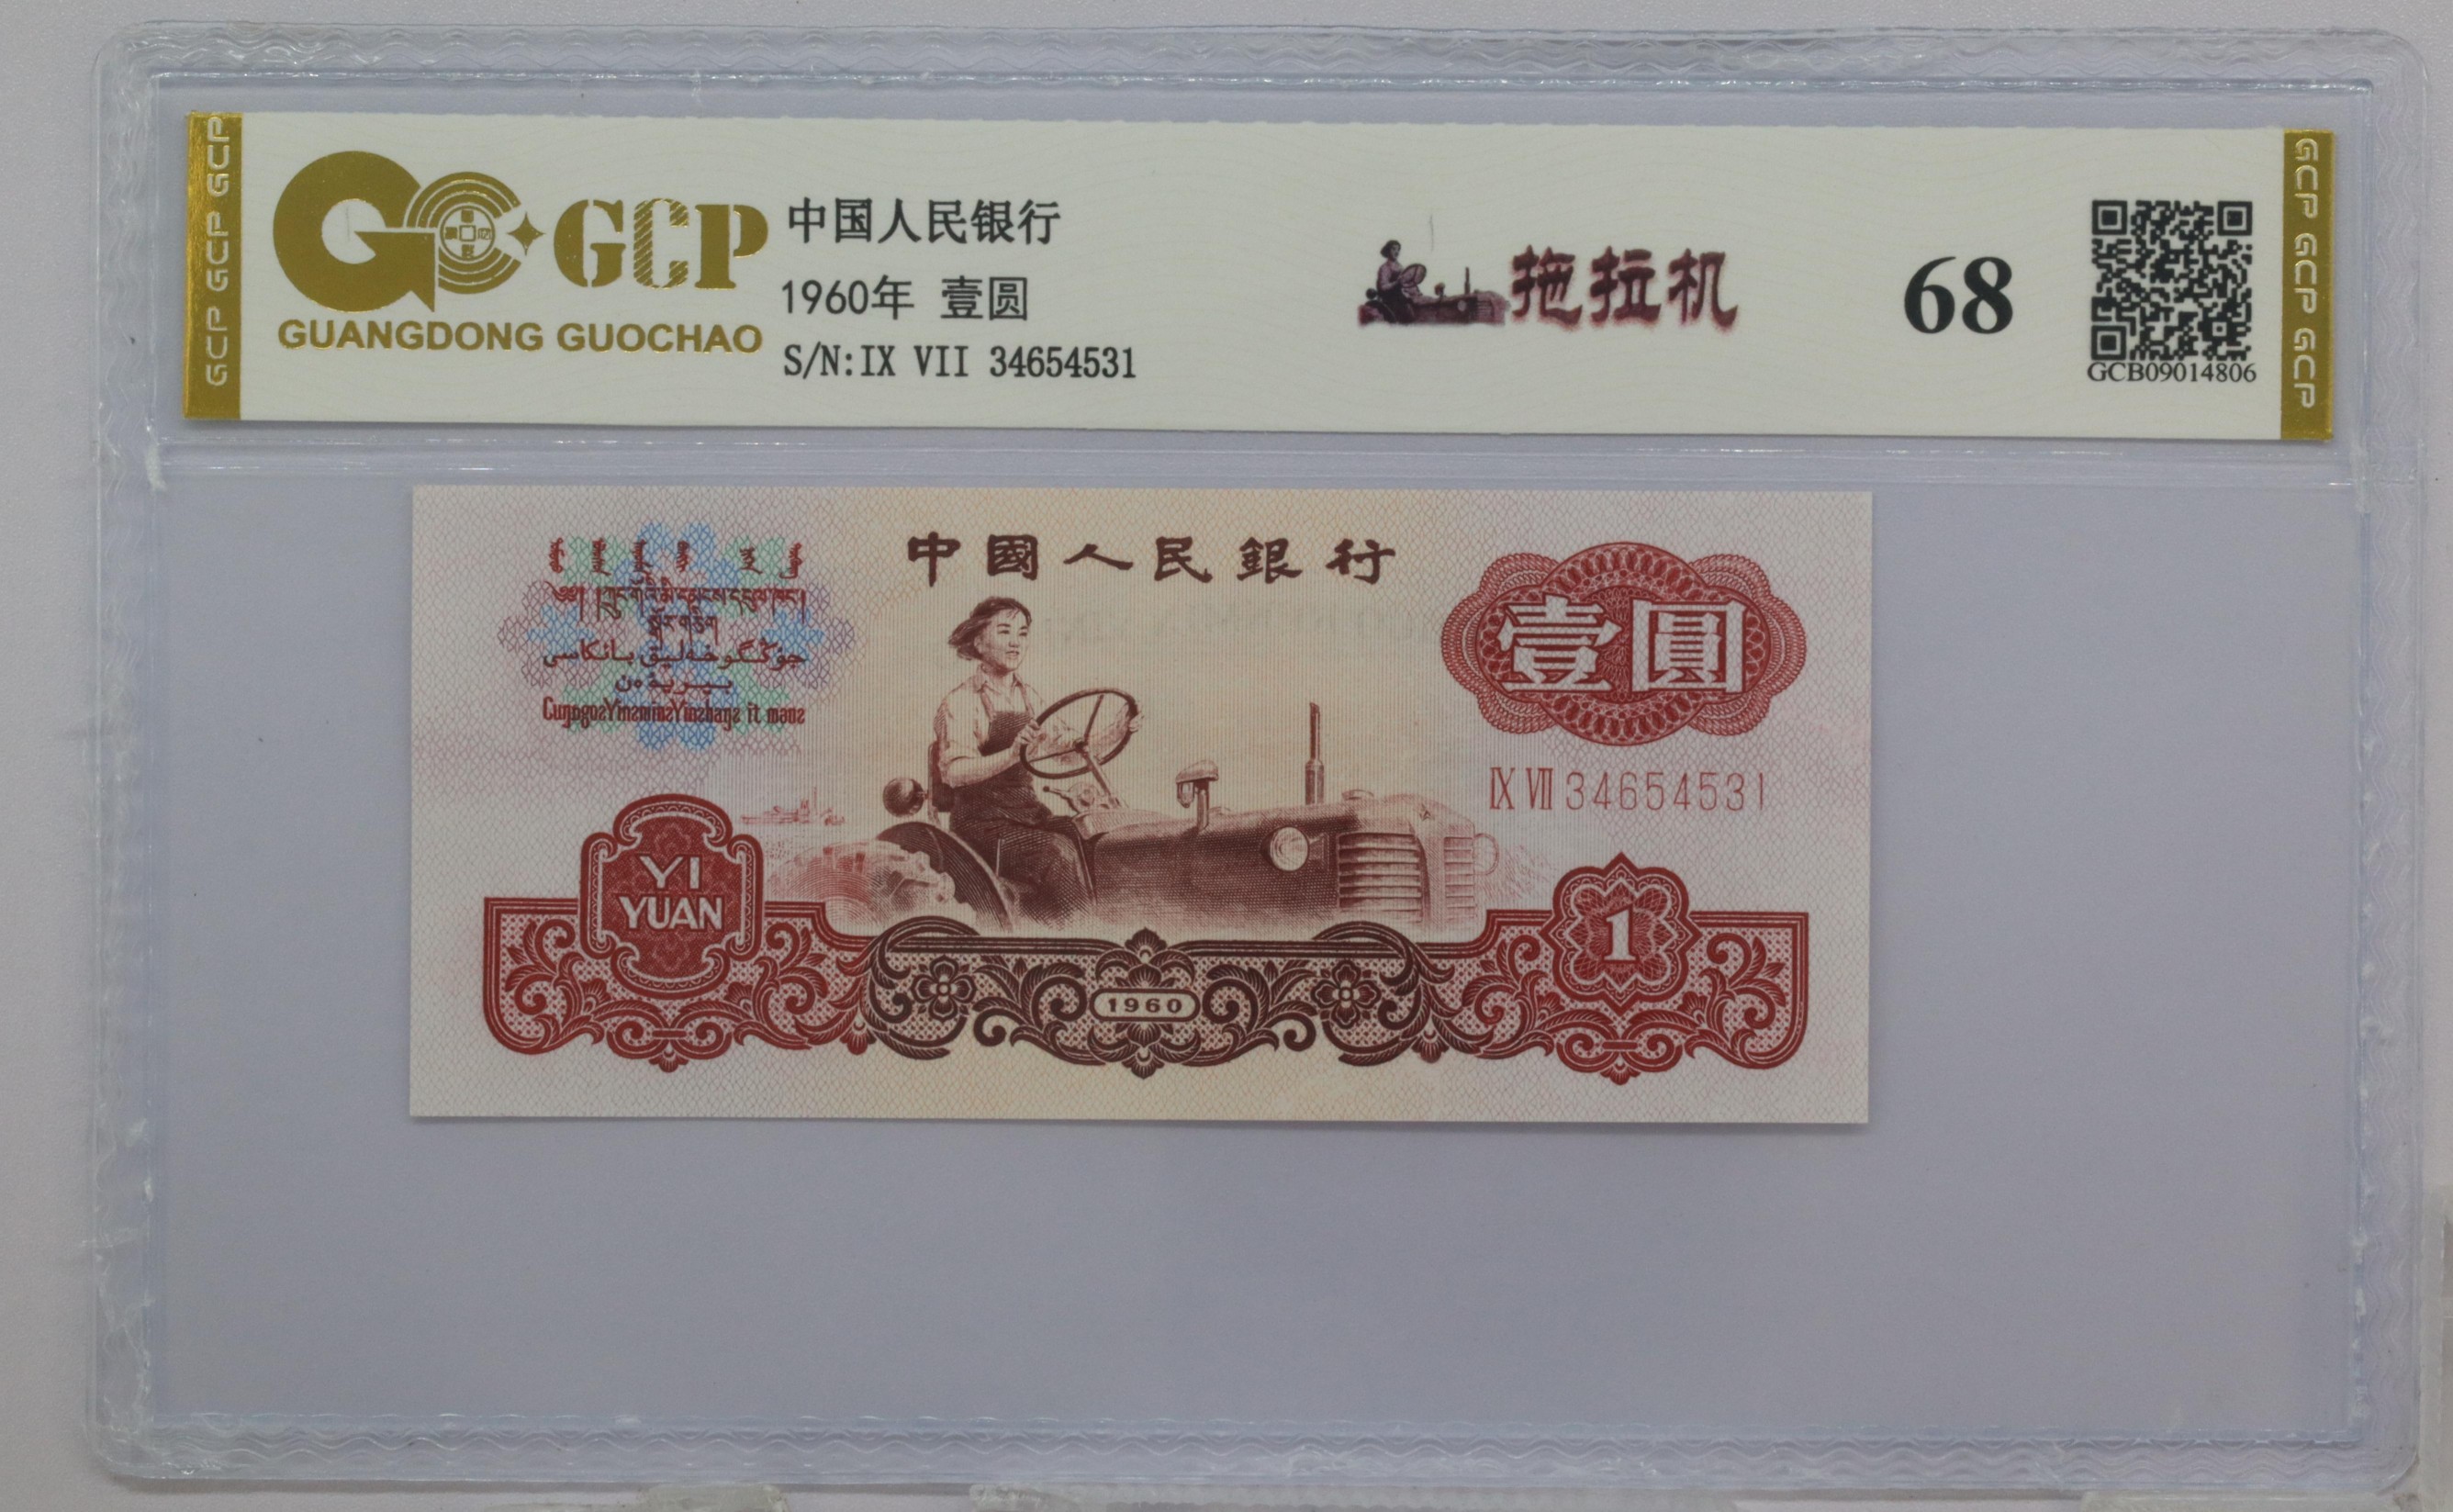 GCP GCP GCP GCP
GCP
GUANGDONG GUOCHAO
中国人民银行
1960年 壹圆
S/N:IX VII 34654531
拖拉机
68
GCB09014806
GCP GCP GCP GCP
中國人民銀行
壹圓
IX VII 34654531
YI
YUAN
1
1960